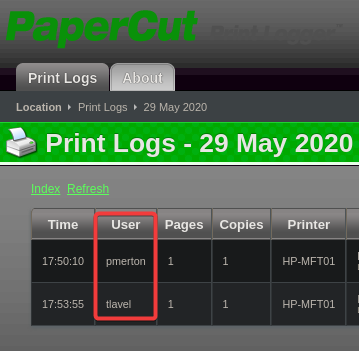 PaperCut Print Logger™
Print Logs About
Location Print Logs 29 May 2020
Print Logs - 29 May 2020
Index Refresh
Time User Pages Copies Printer
17:50:10 pmerton 1 1 HP-MFT01
17:53:55 tlavel 1 1 HP-MFT01